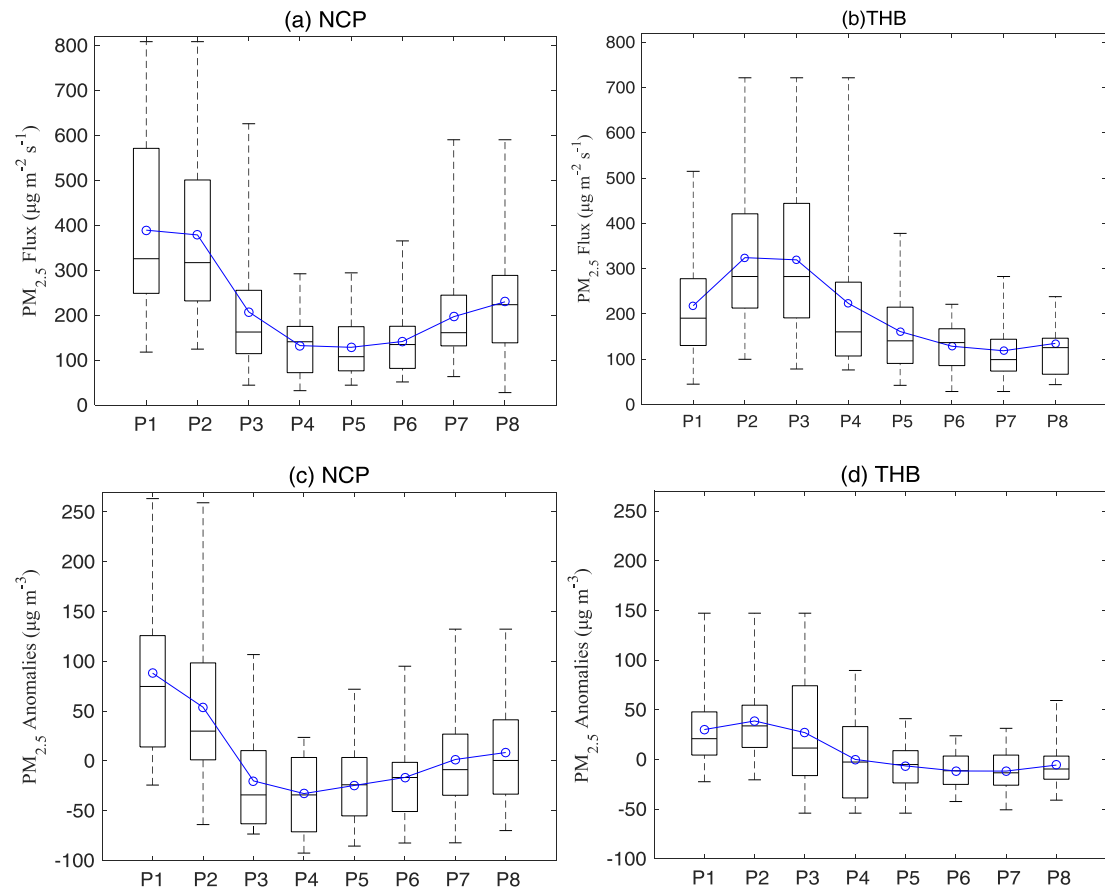 (a) NCP
PM2.5 Flux (μg m-2 s-1)
800
700
600
500
400
300
200
100
0
P1 P2 P3 P4 P5 P6 P7 P8
(b)THB
PM2.5 Flux (μg m-2 s-1)
800
700
600
500
400
300
200
100
0
P1 P2 P3 P4 P5 P6 P7 P8
(c) NCP
PM2.5 Anomalies (μg m-3)
250
200
150
100
50
0
-50
-100
P1 P2 P3 P4 P5 P6 P7 P8
(d) THB
PM2.5 Anomalies (μg m-3)
250
200
150
100
50
0
-50
-100
P1 P2 P3 P4 P5 P6 P7 P8